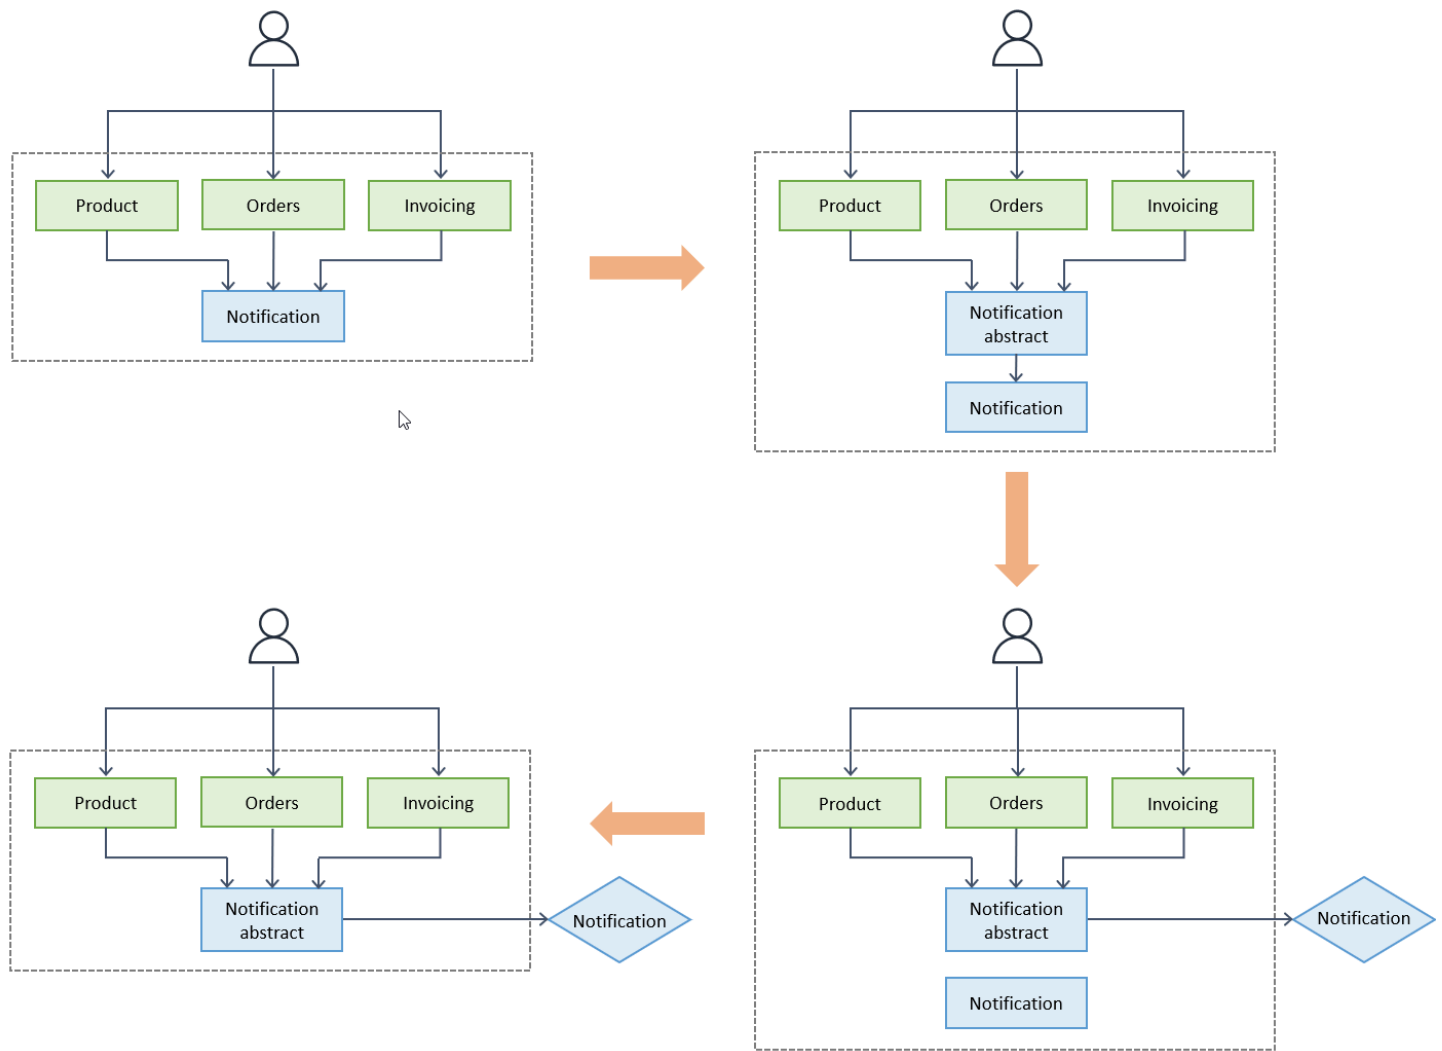 Product
Orders
Invoicing
Notification
Product
Orders
Invoicing
Notification
abstract
Notification
Product
Orders
Invoicing
Notification
abstract
Notification
Product
Orders
Invoicing
Notification
abstract
Notification
Notification